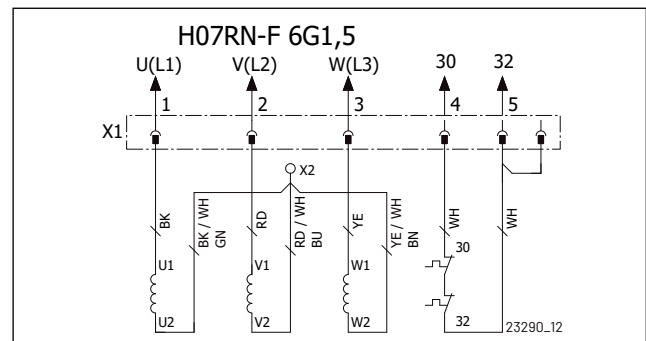 H07RN-F 6G1,5
U(L1) V(L2) W(L3) 30 32
1 2 3 4 5
X1
X2
BK
BK / WH
GN
RD
RD / WH
BU
YE
YE / WH
BN
WH
WH
U1 V1 W1 30
U2 V2 W2 32
23290_12